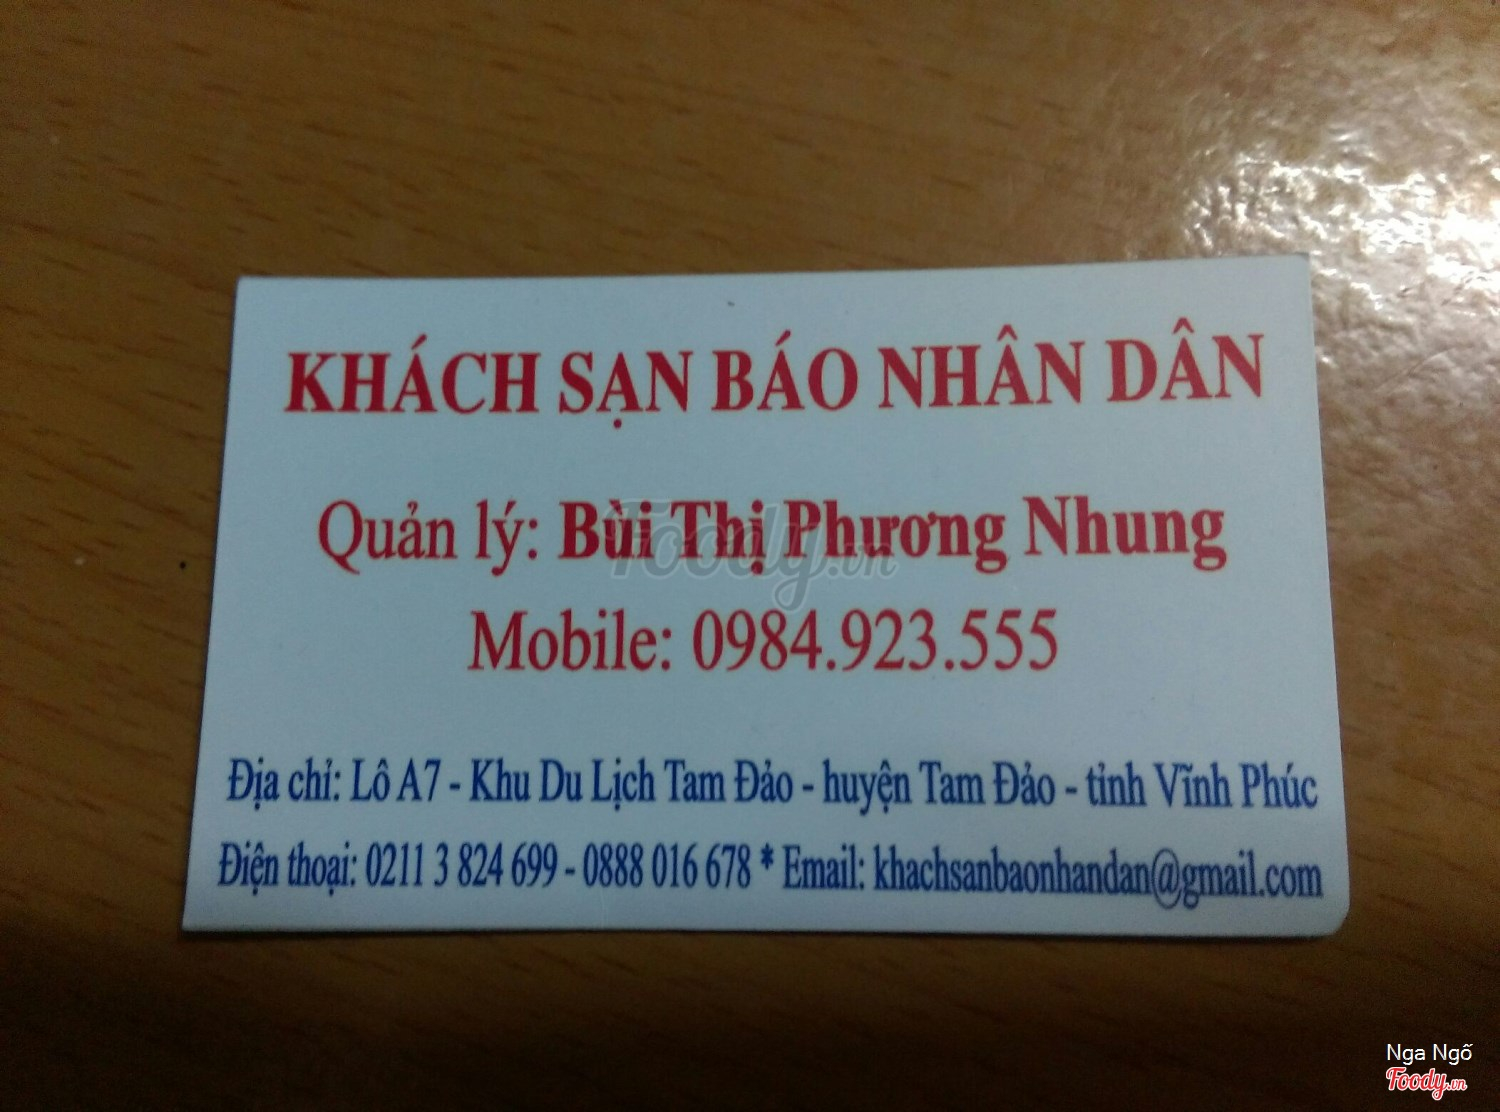 KHÁCH SẠN BÁO NHÂN DÂN
Quản lý: Bùi Thị Phương Nhung
Foody.vn
Mobile: 0984.923.555
Địa chỉ: Lô A7 - Khu Du Lịch Tam Đảo - huyện Tam Đảo - tỉnh Vĩnh Phúc
Điện thoại: 0211 3 824 699 - 0888 016 678 * Email: khachsanbaonhandan@gmail.com
Nga Ngố
Foody.vn